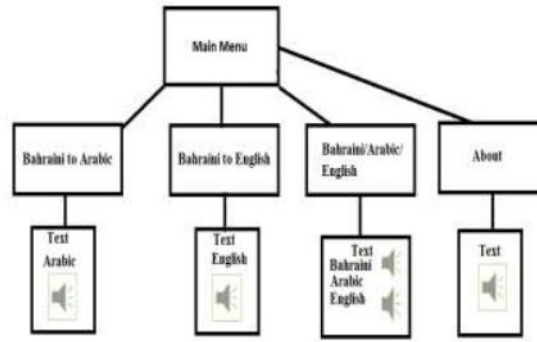 Main Menu
Bahraini to Arabic
Bahraini to English
Bahraini/Arabic/
English
About
Text
Arabic
Text
English
Text
Bahraini
Arabic
English
Text